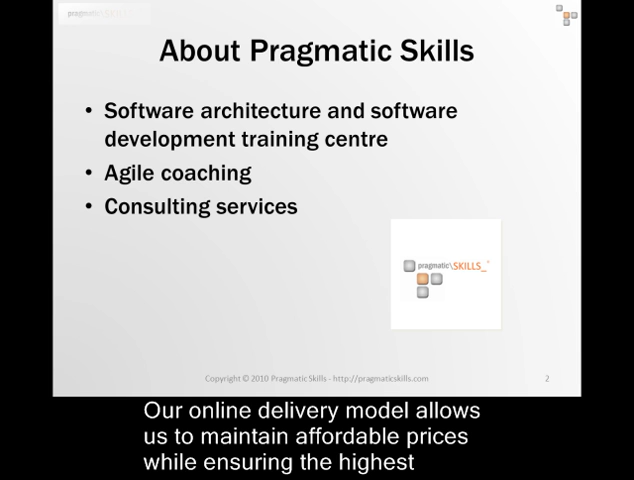 pragmatic\SKILLS_
About Pragmatic Skills
• Software architecture and software
development training centre
• Agile coaching
• Consulting services
pragmatic\SKILLS_
Copyright © 2010 Pragmatic Skills - http://pragmaticskills.com
2
Our online delivery model allows
us to maintain affordable prices
while ensuring the highest